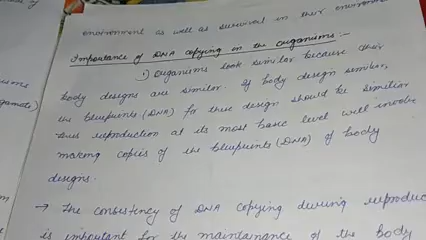 environment as well as survival in their environm
Importance of DNA copying in the organisms:-
1) organisms look similar because their
body designs are similar. If body design similar,
the blueprints (DNA) for these design should be similar
thus reproduction at its most basic level will involve
making copies of the blueprints (DNA) of body
designs.
→ The consistency of DNA copying during reproduc
is important for the maintenance of the body
gamets)